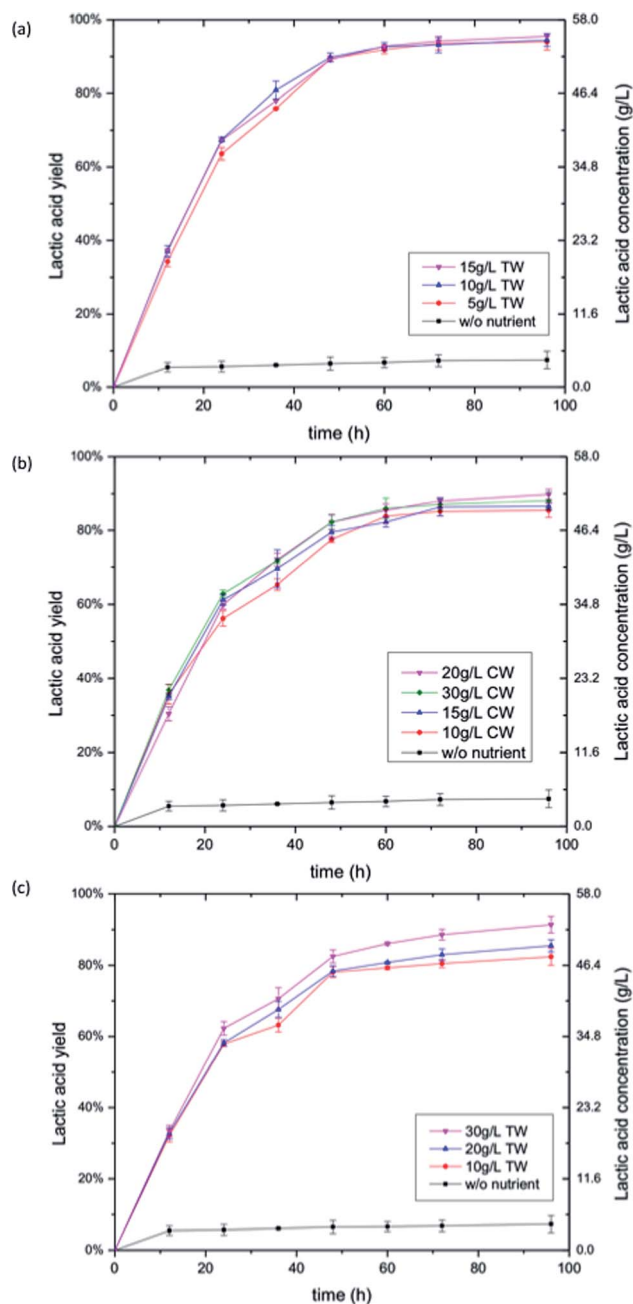 (a)
100%
80%
60%
40%
20%
0%
Lactic acid yield
58.0
46.4
34.8
23.2
11.6
0.0
Lactic acid concentration (g/L)
15g/L TW
10g/L TW
5g/L TW
w/o nutrient
0 20 40 60 80 100
time (h)
(b)
100%
80%
60%
40%
20%
0%
Lactic acid yield
58.0
46.4
34.8
23.2
11.6
0.0
Lactic acid concentration (g/L)
20g/L CW
30g/L CW
15g/L CW
10g/L CW
w/o nutrient
0 20 40 60 80 100
time (h)
(c)
100%
80%
60%
40%
20%
0%
Lactic acid yield
58.0
46.4
34.8
23.2
11.6
0.0
Lactic acid concentration (g/L)
30g/L TW
20g/L TW
10g/L TW
w/o nutrient
0 20 40 60 80 100
time (h)